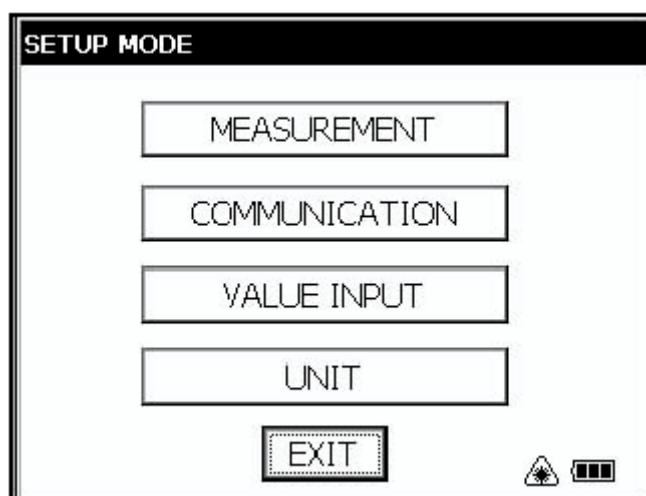 SETUP MODE
MEASUREMENT
COMMUNICATION
VALUE INPUT
UNIT
EXIT